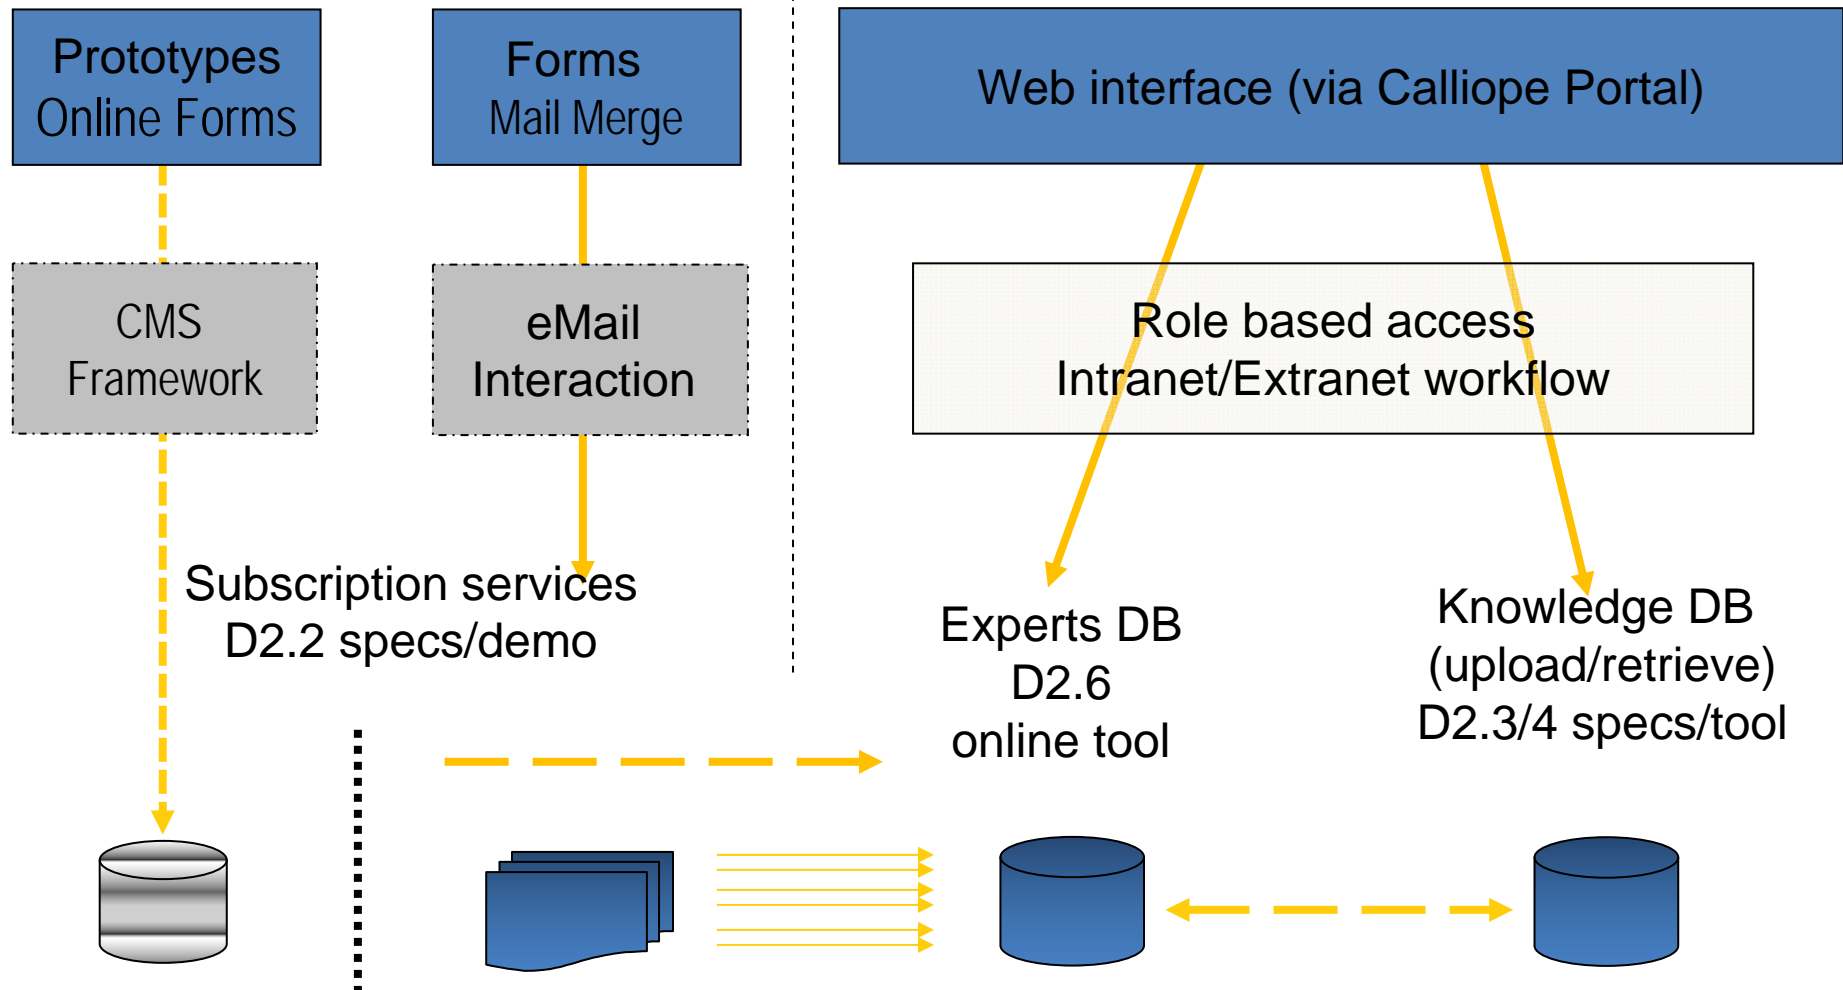 Prototypes
Online Forms
Forms
Mail Merge
Web interface (via Calliope Portal)
CMS
Framework
eMail
Interaction
Role based access
Intranet/Extranet workflow
Subscription services
D2.2 specs/demo
Experts DB
D2.6
online tool
Knowledge DB
(upload/retrieve)
D2.3/4 specs/tool